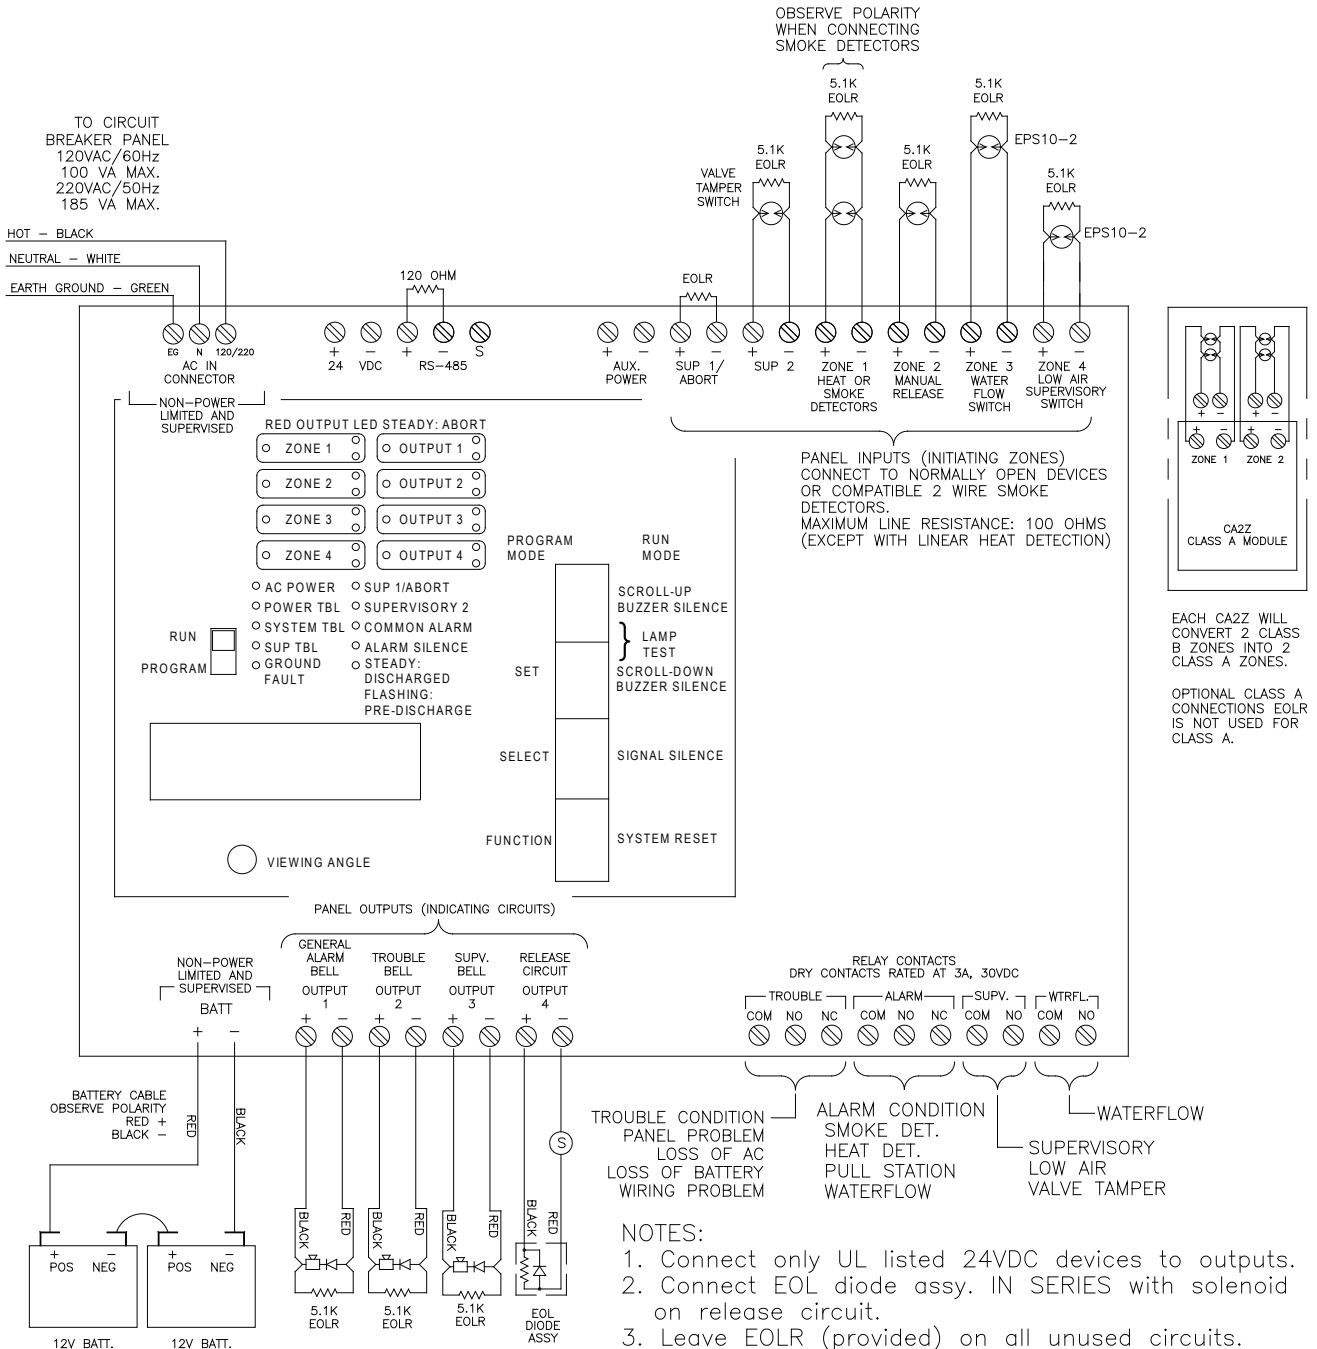 OBSERVE POLARITY
WHEN CONNECTING
SMOKE DETECTORS
5.1K
EOLR
5.1K
EOLR
EPS10-2
TO CIRCUIT
BREAKER PANEL
120VAC/60Hz
100 VA MAX.
220VAC/50Hz
185 VA MAX.
5.1K
EOLR
5.1K
EOLR
VALVE
TAMPER
SWITCH
5.1K
EOLR
EPS10-2
HOT - BLACK
NEUTRAL - WHITE
EARTH GROUND - GREEN
120 OHM
EOLR
EG N 120/220
AC IN
CONNECTOR
NON-POWER
LIMITED AND
SUPERVISED
+ - + - S
24 VDC RS-485
+ -
AUX.
POWER
+ -
SUP 1/
ABORT
+ -
SUP 2
+ -
ZONE 1
HEAT OR
SMOKE
DETECTORS
+ -
ZONE 2
MANUAL
RELEASE
+ -
ZONE 3
WATER
FLOW
SWITCH
+ -
ZONE 4
LOW AIR
SUPERVISORY
SWITCH
+ - + -
+ - + -
ZONE 1 ZONE 2
CA2Z
CLASS A MODULE
EACH CA2Z WILL
CONVERT 2 CLASS
B ZONES INTO 2
CLASS A ZONES.
OPTIONAL CLASS A
CONNECTIONS EOLR
IS NOT USED FOR
CLASS A.
PANEL INPUTS (INITIATING ZONES)
CONNECT TO NORMALLY OPEN DEVICES
OR COMPATIBLE 2 WIRE SMOKE
DETECTORS.
MAXIMUM LINE RESISTANCE: 100 OHMS
(EXCEPT WITH LINEAR HEAT DETECTION)
RED OUTPUT LED STEADY: ABORT
ZONE 1 OUTPUT 1
ZONE 2 OUTPUT 2
ZONE 3 OUTPUT 3
ZONE 4 OUTPUT 4
AC POWER SUP 1/ABORT
POWER TBL SUPERVISORY 2
SYSTEM TBL COMMON ALARM
SUP TBL ALARM SILENCE
GROUND
FAULT
STEADY:
DISCHARGED
FLASHING:
PRE-DISCHARGE
RUN
PROGRAM
PROGRAM
MODE
RUN
MODE
SCROLL-UP
BUZZER SILENCE
LAMP
TEST
SET
SCROLL-DOWN
BUZZER SILENCE
SELECT
SIGNAL SILENCE
FUNCTION
SYSTEM RESET
VIEWING ANGLE
PANEL OUTPUTS (INDICATING CIRCUITS)
NON-POWER
LIMITED AND
SUPERVISED
BATT
+ -
GENERAL
ALARM
BELL
OUTPUT
1
+ -
TROUBLE
BELL
OUTPUT
2
+ -
SUPV.
BELL
OUTPUT
3
+ -
RELEASE
CIRCUIT
OUTPUT
4
+ -
RELAY CONTACTS
DRY CONTACTS RATED AT 3A, 30VDC
TROUBLE ALARM SUPV. WTRFL.
COM NO NC COM NO NC COM NO COM NO
BATTERY CABLE
OBSERVE POLARITY
RED +
BLACK -
RED
BLACK
S
BLACK
RED
BLACK
RED
BLACK
RED
BLACK
RED
+ -
POS NEG
12V BATT.
+ -
POS NEG
12V BATT.
5.1K
EOLR
5.1K
EOLR
5.1K
EOLR
EOL
DIODE
ASSY
TROUBLE CONDITION
PANEL PROBLEM
LOSS OF AC
LOSS OF BATTERY
WIRING PROBLEM
ALARM CONDITION
SMOKE DET.
HEAT DET.
PULL STATION
WATERFLOW
WATERFLOW
SUPERVISORY
LOW AIR
VALVE TAMPER
NOTES:
1. Connect only UL listed 24VDC devices to outputs.
2. Connect EOL diode assy. IN SERIES with solenoid
on release circuit.
3. Leave EOLR (provided) on all unused circuits.